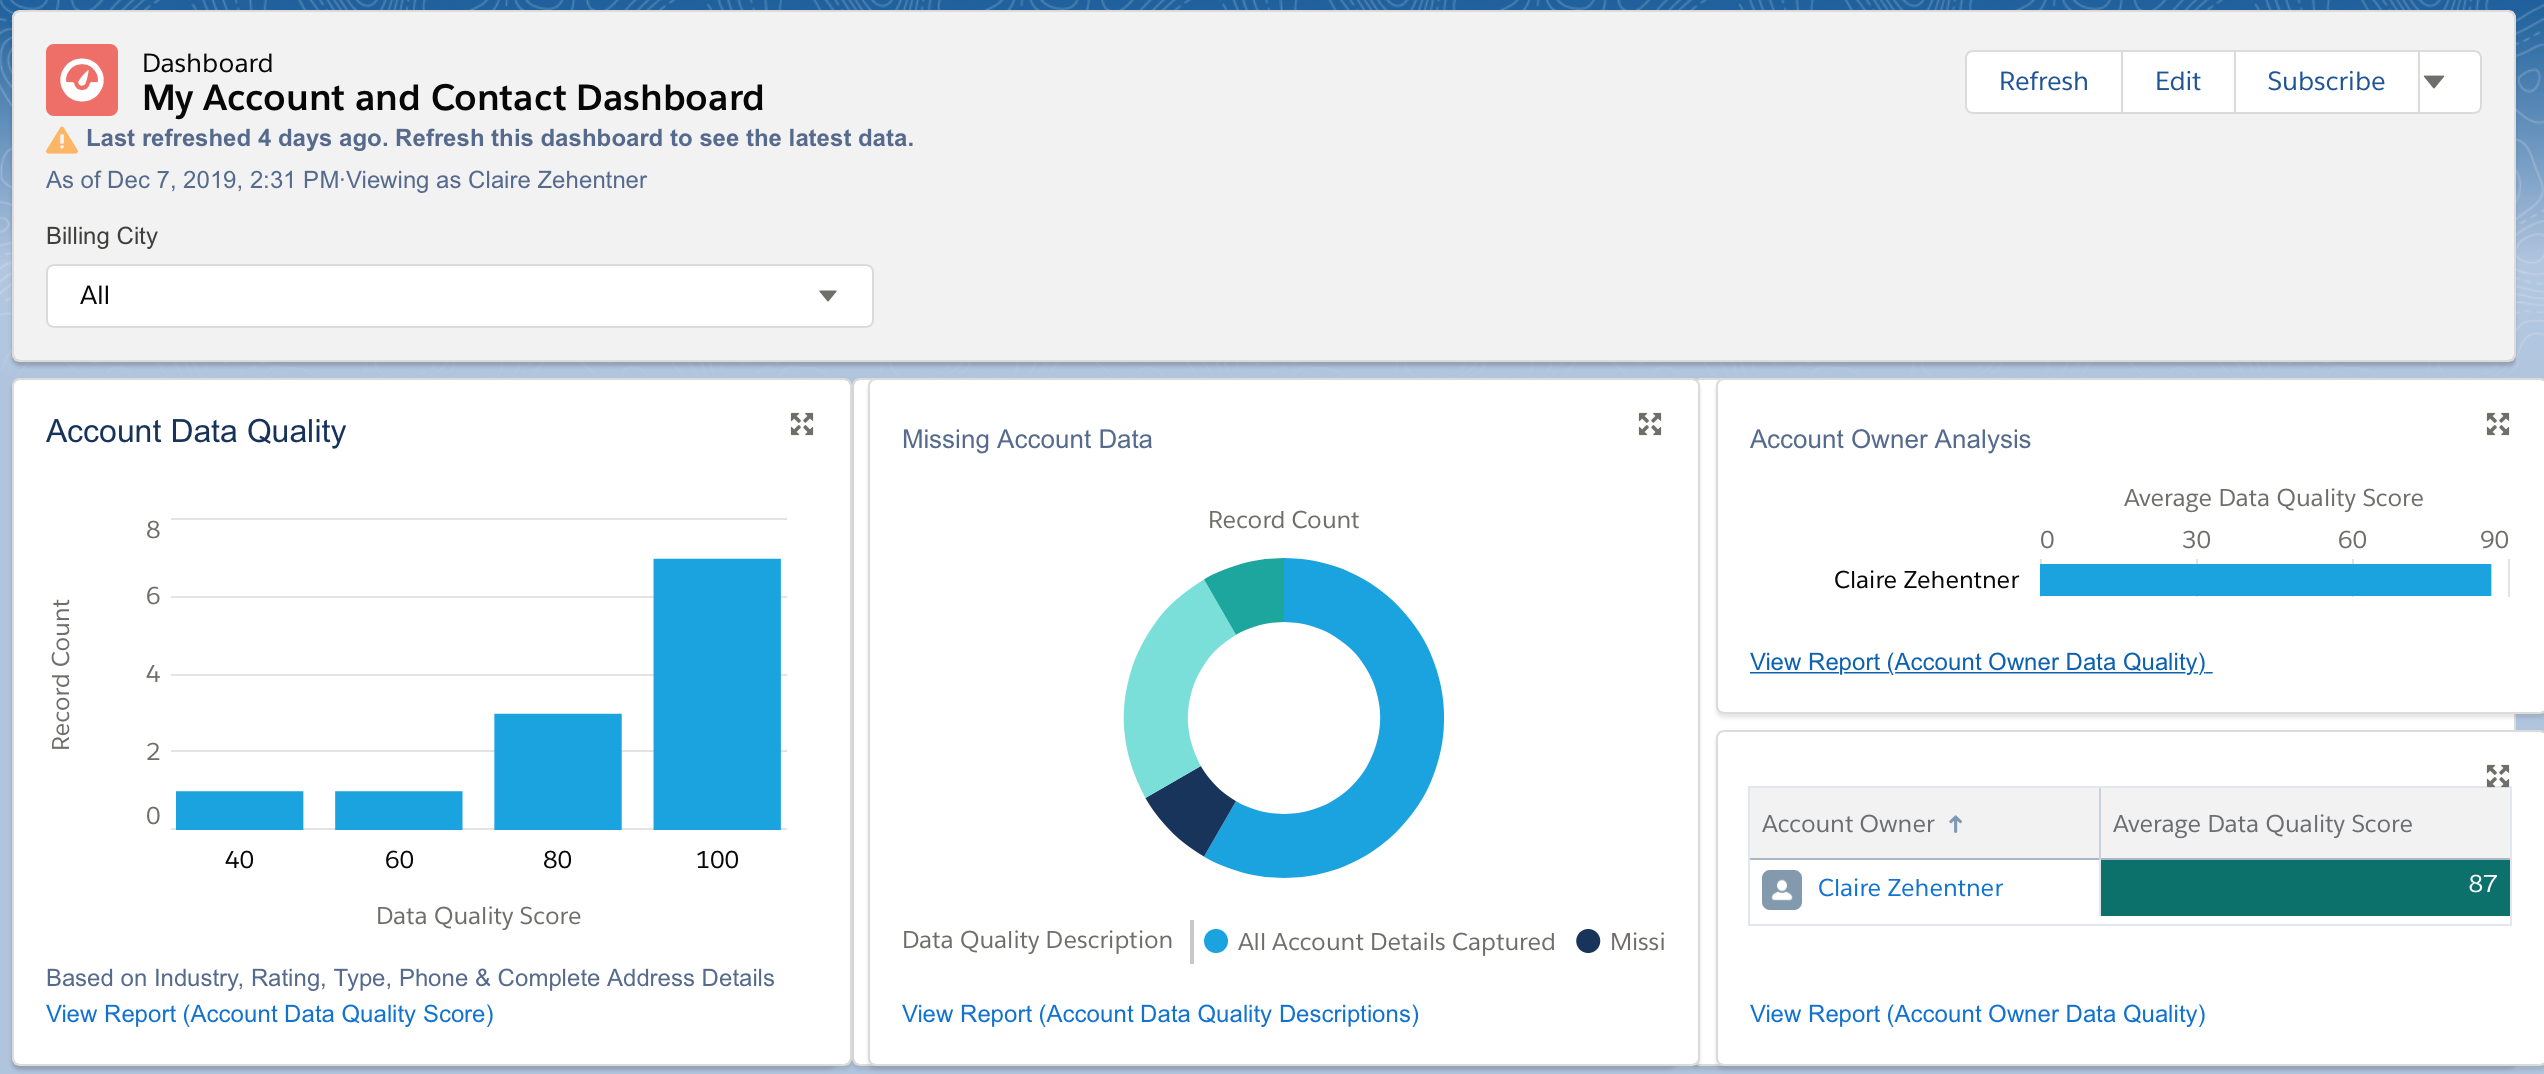 Dashboard
My Account and Contact Dashboard
Last refreshed 4 days ago. Refresh this dashboard to see the latest data.
As of Dec 7, 2019, 2:31 PM·Viewing as Claire Zehentner
Refresh Edit Subscribe
Billing City
All
Account Data Quality
Record Count
8
6
4
2
0
40 60 80 100
Data Quality Score
Based on Industry, Rating, Type, Phone & Complete Address Details
View Report (Account Data Quality Score)
Missing Account Data
Record Count
Data Quality Description All Account Details Captured Missi
View Report (Account Data Quality Descriptions)
Account Owner Analysis
Average Data Quality Score
0 30 60 90
Claire Zehentner
View Report (Account Owner Data Quality)
Account Owner ↑ Average Data Quality Score
Claire Zehentner 87
View Report (Account Owner Data Quality)